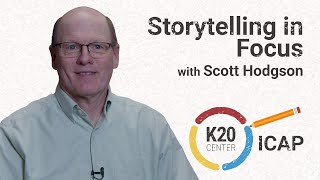 Storytelling in
Focus
with Scott Hodgson
K20
CENTER
ICAP